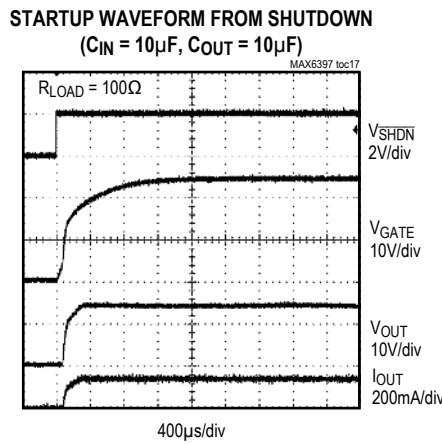 STARTUP WAVEFORM FROM SHUTDOWN
(CIN = 10µF, COUT = 10µF)
MAX6397 toc17
RLOAD = 100Ω
VSHDN
2V/div
VGATE
10V/div
VOUT
10V/div
IOUT
200mA/div
400µs/div